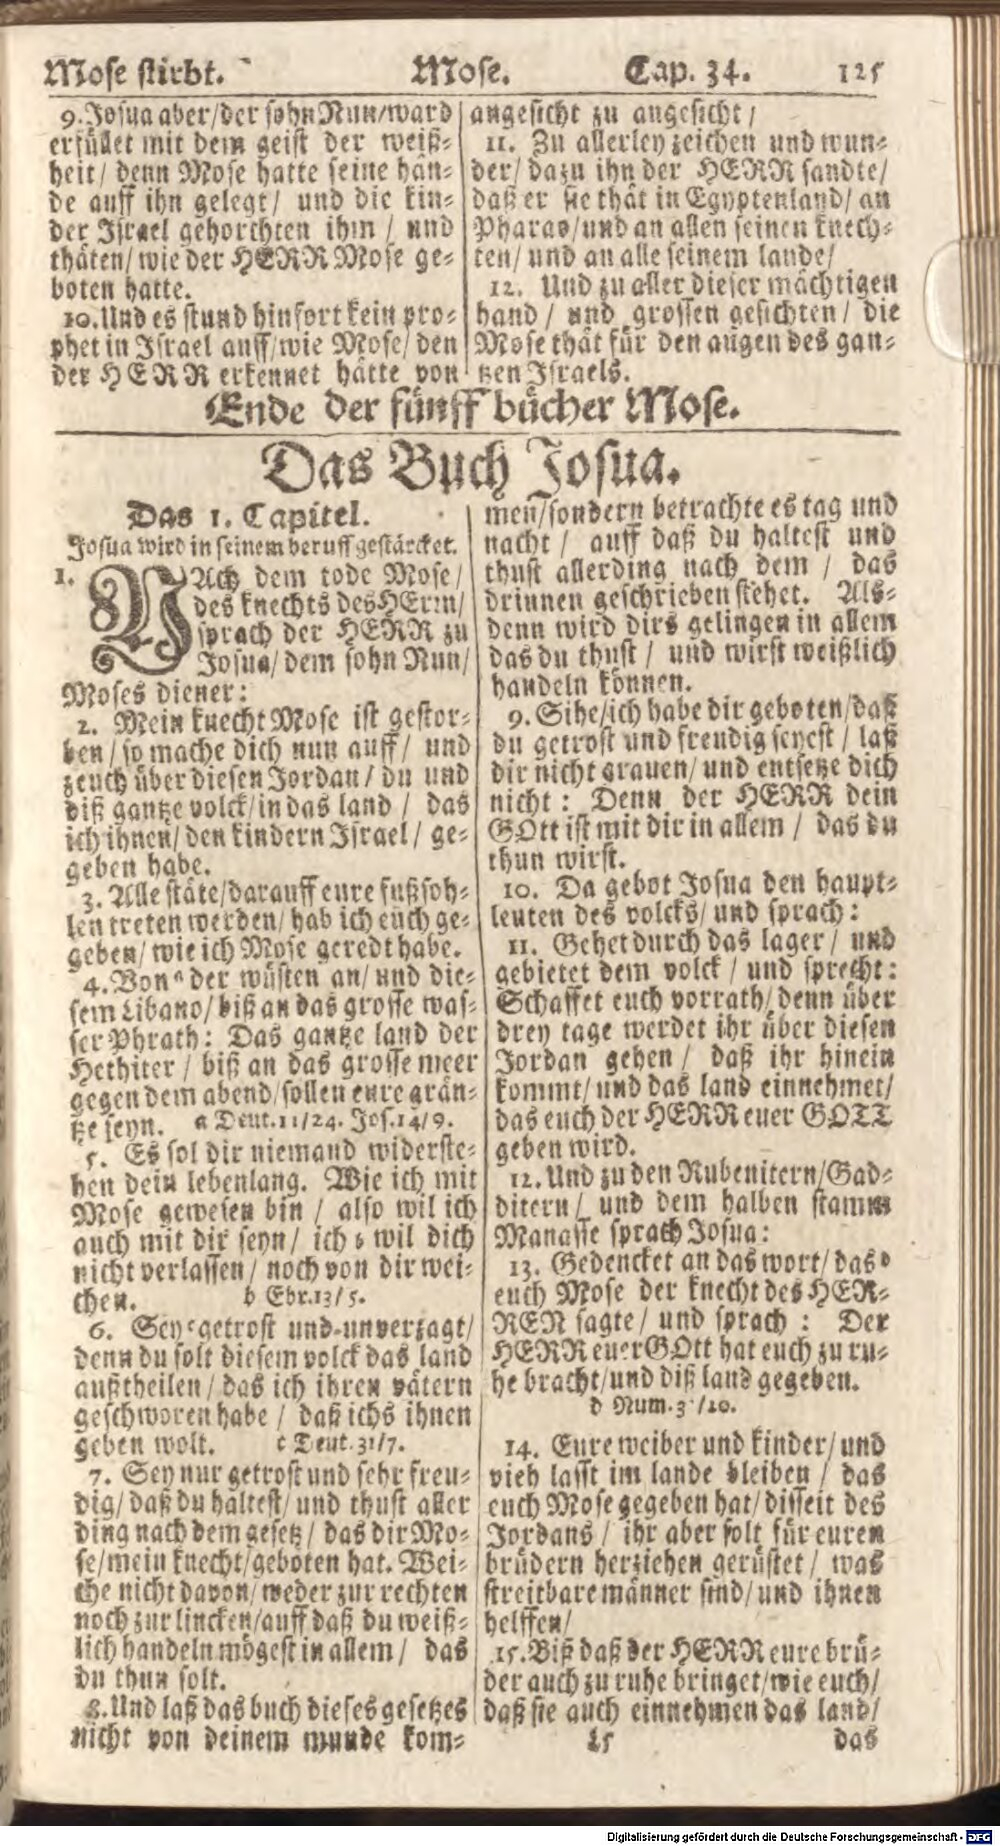 Mose stirbt. Mose. Cap. 34. 125
9. Josua aber/der sohn Nun/ward
erfüllet mit dem geist der weiß-
heit/ denn Mose hatte seine hän-
de auff ihn gelegt/ und die kin-
der Israel gehorchten ihm / und
thäten/ wie der HERR Mose ge-
boten hatte.
10. Und es stund hinfort kein pro-
phet in Israel auff/wie Mose/ den
der HERR erkennet hätte von
angesicht zu angesicht/
11. Zu allerley zeichen und wun-
der/ dazu ihn der HERR sandte/
daß er sie thät in Egyptenland/ an
Pharao/und an allen seinen knech-
ten/ und an alle seinem lande/
12. Und zu aller dieser mächtigen
hand / und grossen gesichten / die
Mose thät für den augen des gan-
tzen Israels.
Ende der fünff bücher Mose.
Das Buch Josua.
Das 1. Capitel.
Josua wird in seinem beruff gestärcket.
1. NAch dem tode Mose/
des knechts des HErrn/
sprach der HERR zu
Josua/ dem sohn Nun/
Moses diener:
2. Mein knecht Mose ist gestor-
ben/ so mache dich nun auff/ und
zeuch über diesen Jordan/ du und
diß gantze volck/in das land / das
ich ihnen/ den kindern Israel/ ge-
geben habe.
3. Alle stäte/darauff eure fußsoh-
len treten werden/ hab ich euch ge-
geben/ wie ich Mose geredt habe.
4. Von a der wüsten an/ und die-
sem Libano/ biß an das grosse was-
ser Phrath: Das gantze land der
Hethiter / biß an das grosse meer
gegen dem abend/sollen eure grän-
tze seyn. a Deut.11/24. Jos.14/9.
5. Es sol dir niemand widerste-
hen dein lebenlang. Wie ich mit
Mose gewesen bin / also wil ich
auch mit dir seyn/ ich b wil dich
nicht verlassen/ noch von dir wei-
chen. b Ebr.13/5.
6. Sey c getrost und unverzagt/
denn du solt diesem volck das land
außtheilen/ das ich ihren vätern
geschworen habe / daß ichs ihnen
geben wolt. c Deut.31/7.
7. Sey nur getrost und sehr freu-
dig/ daß du haltest/ und thust aller
ding nach dem gesetz/ das dir Mo-
se/mein knecht/geboten hat. Wei-
che nicht davon/ weder zur rechten
noch zur lincken/auff daß du weiß-
lich handeln mögest in allem/ das
du thun solt.
8. Und laß das buch dieses gesetzes
nicht von deinem munde kom-
men/sondern betrachte es tag und
nacht / auff daß du haltest und
thust allerding nach dem / das
drinnen geschrieben stehet. Als-
denn wird dirs gelingen in allem
das du thust / und wirst weißlich
handeln können.
9. Sihe/ich habe dir geboten/daß
du getrost und freudig seyest / laß
dir nicht grauen/ und entsetze dich
nicht: Denn der HERR dein
GOtt ist mit dir in allem / das du
thun wirst.
10. Da gebot Josua den haupt-
leuten des volcks/ und sprach:
11. Gehet durch das lager/ und
gebietet dem volck / und sprecht:
Schaffet euch vorrath/ denn über
drey tage werdet ihr über diesen
Jordan gehen / daß ihr hinein
kommt/ und das land einnehmet/
das euch der HERR euer GOTT
geben wird.
12. Und zu den Rubenitern/Gad-
ditern / und dem halben stamm
Manasse sprach Josua:
13. Gedencket an das wort/ das d
euch Mose der knecht des HER-
REN sagte/ und sprach : Der
HERR euer GOtt hat euch zu ru-
he bracht/und diß land gegeben.
d Num. /20.
14. Eure weiber und kinder/ und
vieh lasst im lande bleiben / das
euch Mose gegeben hat/ disseit des
Jordans / ihr aber solt für euren
brüdern herziehen gerüstet / was
streitbare männer sind/ und ihnen
helffen/
15. Biß daß der HERR eure brü-
der auch zu ruhe bringet/wie euch/
daß sie auch einnehmen das land/
L5 das
Digitalisierung gefördert durch die Deutsche Forschungsgemeinschaft - DFG